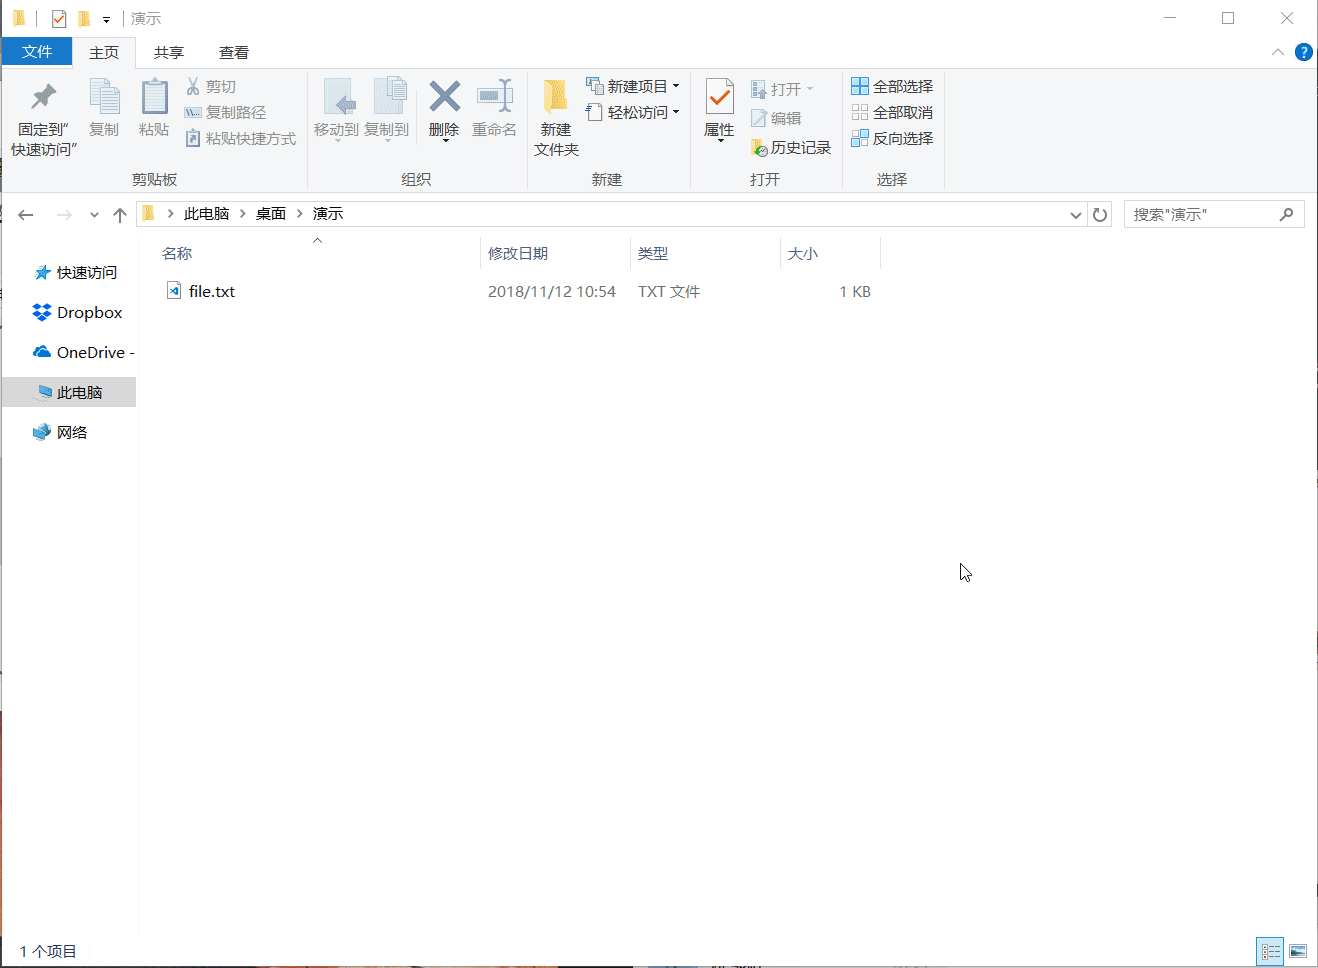 演示
文件 主页 共享 查看
固定到"
快速访问"
复制
粘贴
剪切
复制路径
粘贴快捷方式
剪贴板
移动到
复制到
删除
重命名
组织
新建
文件夹
新建项目
轻松访问
新建
属性
打开
编辑
历史记录
打开
全部选择
全部取消
反向选择
选择
此电脑 桌面 演示
搜索"演示"
名称 修改日期 类型 大小
file.txt 2018/11/12 10:54 TXT 文件 1 KB
快速访问
Dropbox
OneDrive -
此电脑
网络
1 个项目